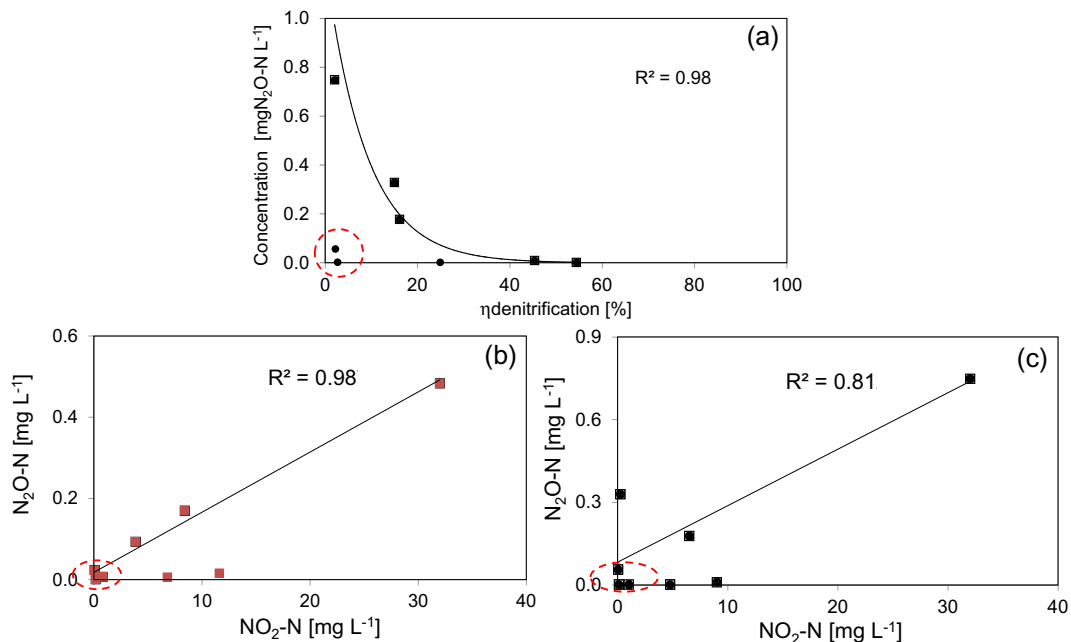 (a)
R² = 0.98
Concentration [mgN₂O-N L⁻¹]
1.0
0.8
0.6
0.4
0.2
0.0
0 20 40 60 80 100
ηdenitrification [%]
(b)
R² = 0.98
N₂O-N [mg L⁻¹]
0.6
0.4
0.2
0.0
0 10 20 30 40
NO₂-N [mg L⁻¹]
(c)
R² = 0.81
N₂O-N [mg L⁻¹]
0.9
0.6
0.3
0.0
0 10 20 30 40
NO₂-N [mg L⁻¹]